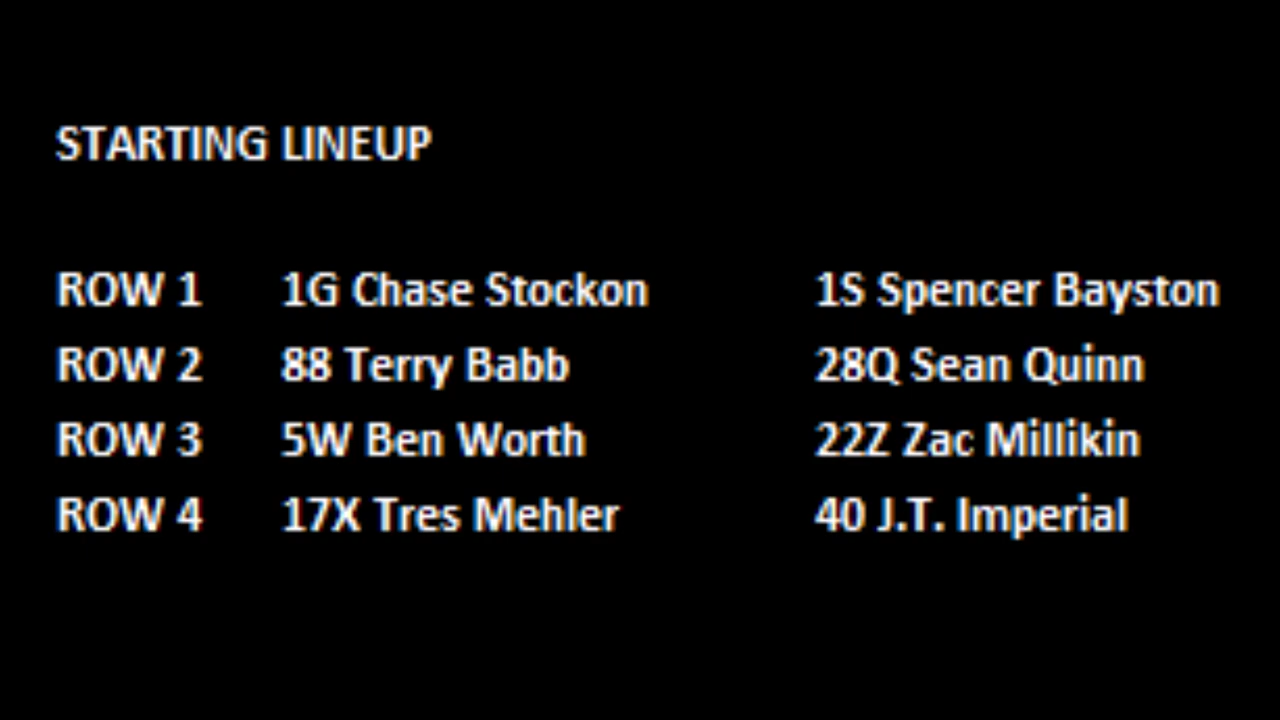 STARTING LINEUP
ROW 1 1G Chase Stockon 1S Spencer Bayston
ROW 2 88 Terry Babb 28Q Sean Quinn
ROW 3 5W Ben Worth 22Z Zac Millikin
ROW 4 17X Tres Mehler 40 J.T. Imperial